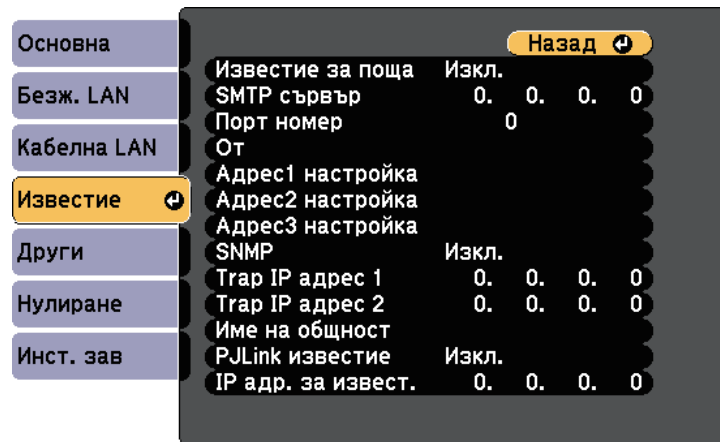 Основна
Безж. LAN
Кабелна LAN
Известие
Други
Нулиране
Инст. зав
Назад
Известие за поща Изкл.
SMTP сървър 0. 0. 0. 0
Порт номер 0
От
Адрес1 настройка
Адрес2 настройка
Адрес3 настройка
SNMP Изкл.
Trap IP адрес 1 0. 0. 0. 0
Trap IP адрес 2 0. 0. 0. 0
Име на общност
PJLink известие Изкл.
IP адр. за извест. 0. 0. 0. 0